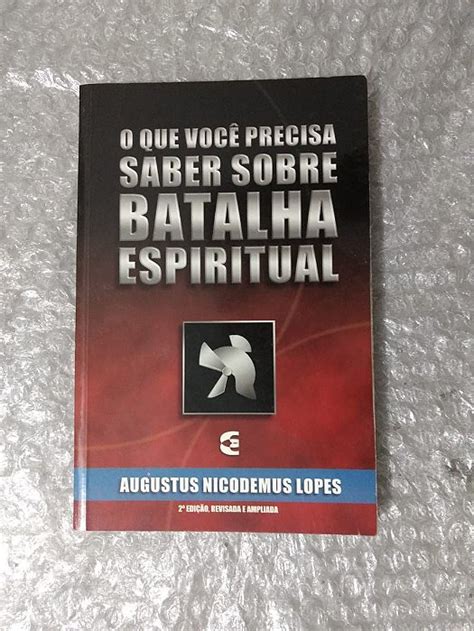 O QUE VOCÊ PRECISA
SABER SOBRE
BATALHA
ESPIRITUAL
AUGUSTUS NICODEMUS LOPES
2ª EDIÇÃO, REVISADA E AMPLIADA